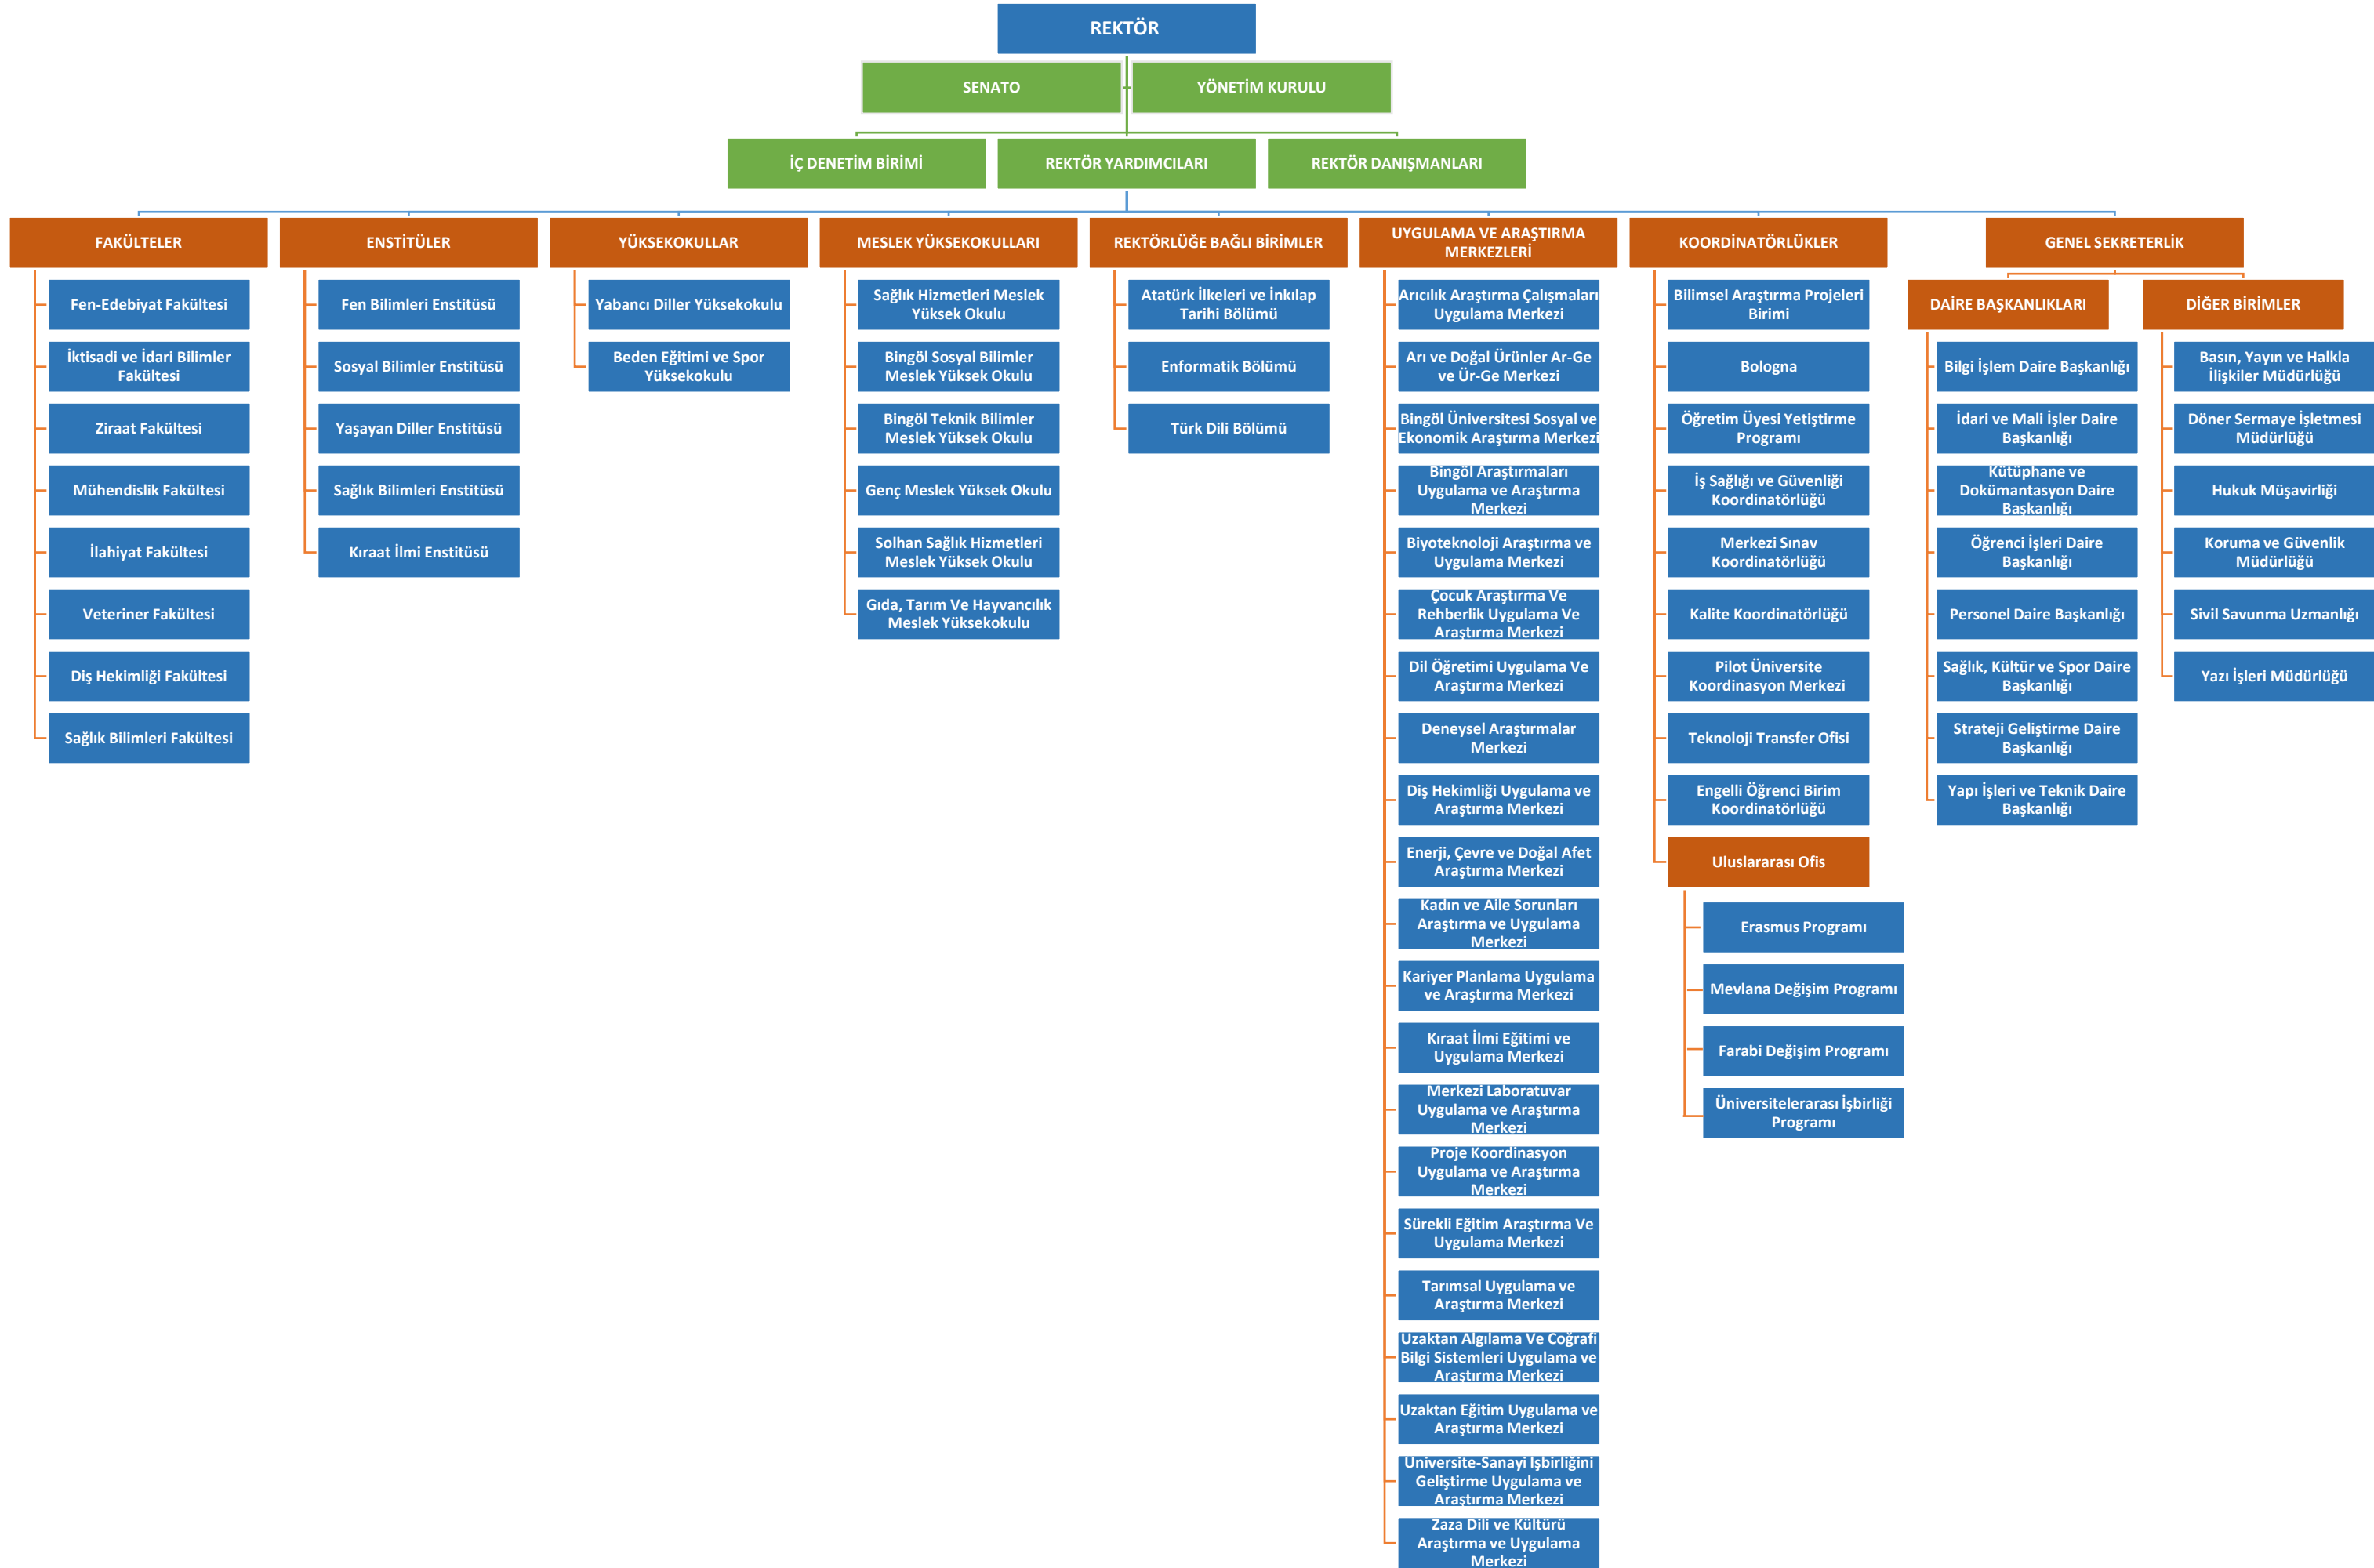 REKTÖR
SENATO
YÖNETİM KURULU
İÇ DENETİM BİRİMİ
REKTÖR YARDIMCILARI
REKTÖR DANIŞMANLARI
FAKÜLTELER
Fen-Edebiyat Fakültesi
İktisadi ve İdari Bilimler
Fakültesi
Ziraat Fakültesi
Mühendislik Fakültesi
İlahiyat Fakültesi
Veteriner Fakültesi
Diş Hekimliği Fakültesi
Sağlık Bilimleri Fakültesi
ENSTİTÜLER
Fen Bilimleri Enstitüsü
Sosyal Bilimler Enstitüsü
Yaşayan Diller Enstitüsü
Sağlık Bilimleri Enstitüsü
Kıraat İlmi Enstitüsü
YÜKSEKOKULLAR
Yabancı Diller Yüksekokulu
Beden Eğitimi ve Spor
Yüksekokulu
MESLEK YÜKSEKOKULLARI
Sağlık Hizmetleri Meslek
Yüksek Okulu
Bingöl Sosyal Bilimler
Meslek Yüksek Okulu
Bingöl Teknik Bilimler
Meslek Yüksek Okulu
Genç Meslek Yüksek Okulu
Solhan Sağlık Hizmetleri
Meslek Yüksek Okulu
Gıda, Tarım Ve Hayvancılık
Meslek Yüksekokulu
REKTÖRLÜĞE BAĞLI BİRİMLER
Atatürk İlkeleri ve İnkılap
Tarihi Bölümü
Enformatik Bölümü
Türk Dili Bölümü
UYGULAMA VE ARAŞTIRMA
MERKEZLERİ
Arıcılık Araştırma Çalışmaları
Uygulama Merkezi
Arı ve Doğal Ürünler Ar-Ge
ve Ür-Ge Merkezi
Bingöl Üniversitesi Sosyal ve
Ekonomik Araştırma Merkezi
Bingöl Araştırmaları
Uygulama ve Araştırma
Merkezi
Biyoteknoloji Araştırma ve
Uygulama Merkezi
Çocuk Araştırma Ve
Rehberlik Uygulama Ve
Araştırma Merkezi
Dil Öğretimi Uygulama Ve
Araştırma Merkezi
Deneysel Araştırmalar
Merkezi
Diş Hekimliği Uygulama ve
Araştırma Merkezi
Enerji, Çevre ve Doğal Afet
Araştırma Merkezi
Kadın ve Aile Sorunları
Araştırma ve Uygulama
Merkezi
Kariyer Planlama Uygulama
ve Araştırma Merkezi
Kıraat İlmi Eğitimi ve
Uygulama Merkezi
Merkezi Laboratuvar
Uygulama ve Araştırma
Merkezi
Proje Koordinasyon
Uygulama ve Araştırma
Merkezi
Sürekli Eğitim Araştırma Ve
Uygulama Merkezi
Tarımsal Uygulama ve
Araştırma Merkezi
Uzaktan Algılama Ve Coğrafi
Bilgi Sistemleri Uygulama ve
Araştırma Merkezi
Uzaktan Eğitim Uygulama ve
Araştırma Merkezi
Üniversite-Sanayi İşbirliğini
Geliştirme Uygulama ve
Araştırma Merkezi
Zaza Dili ve Kültürü
Araştırma ve Uygulama
Merkezi
KOORDİNATÖRLÜKLER
Bilimsel Araştırma Projeleri
Birimi
Bologna
Öğretim Üyesi Yetiştirme
Programı
İş Sağlığı ve Güvenliği
Koordinatörlüğü
Merkezi Sınav
Koordinatörlüğü
Kalite Koordinatörlüğü
Pilot Üniversite
Koordinasyon Merkezi
Teknoloji Transfer Ofisi
Engelli Öğrenci Birim
Koordinatörlüğü
Uluslararası Ofis
Erasmus Programı
Mevlana Değişim Programı
Farabi Değişim Programı
Üniversitelerarası İşbirliği
Programı
GENEL SEKRETERLİK
DAİRE BAŞKANLIKLARI
Bilgi İşlem Daire Başkanlığı
İdari ve Mali İşler Daire
Başkanlığı
Kütüphane ve
Dokümantasyon Daire
Başkanlığı
Öğrenci İşleri Daire
Başkanlığı
Personel Daire Başkanlığı
Sağlık, Kültür ve Spor Daire
Başkanlığı
Strateji Geliştirme Daire
Başkanlığı
Yapı İşleri ve Teknik Daire
Başkanlığı
DİĞER BİRİMLER
Basın, Yayın ve Halkla
İlişkiler Müdürlüğü
Döner Sermaye İşletmesi
Müdürlüğü
Hukuk Müşavirliği
Koruma ve Güvenlik
Müdürlüğü
Sivil Savunma Uzmanlığı
Yazı İşleri Müdürlüğü